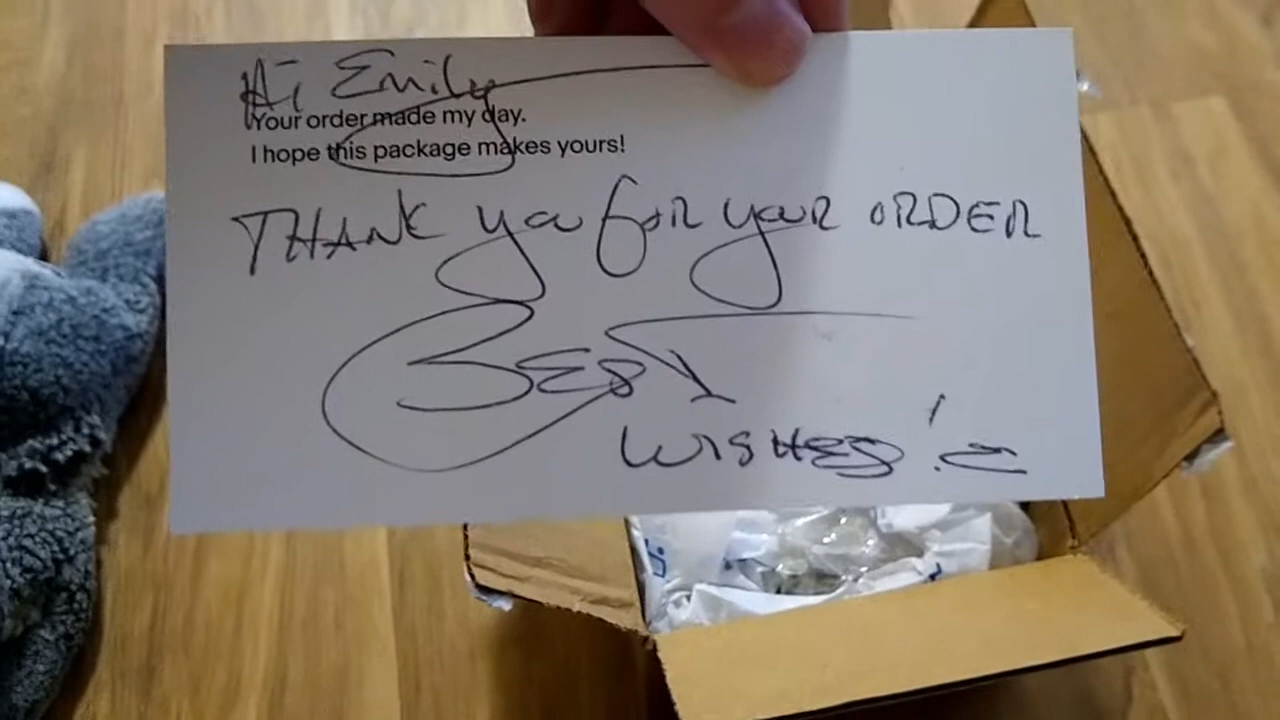 Hi Emily
Your order made my day.
I hope this package makes yours!
THANK you for your ORDER
BEST
WISHES!